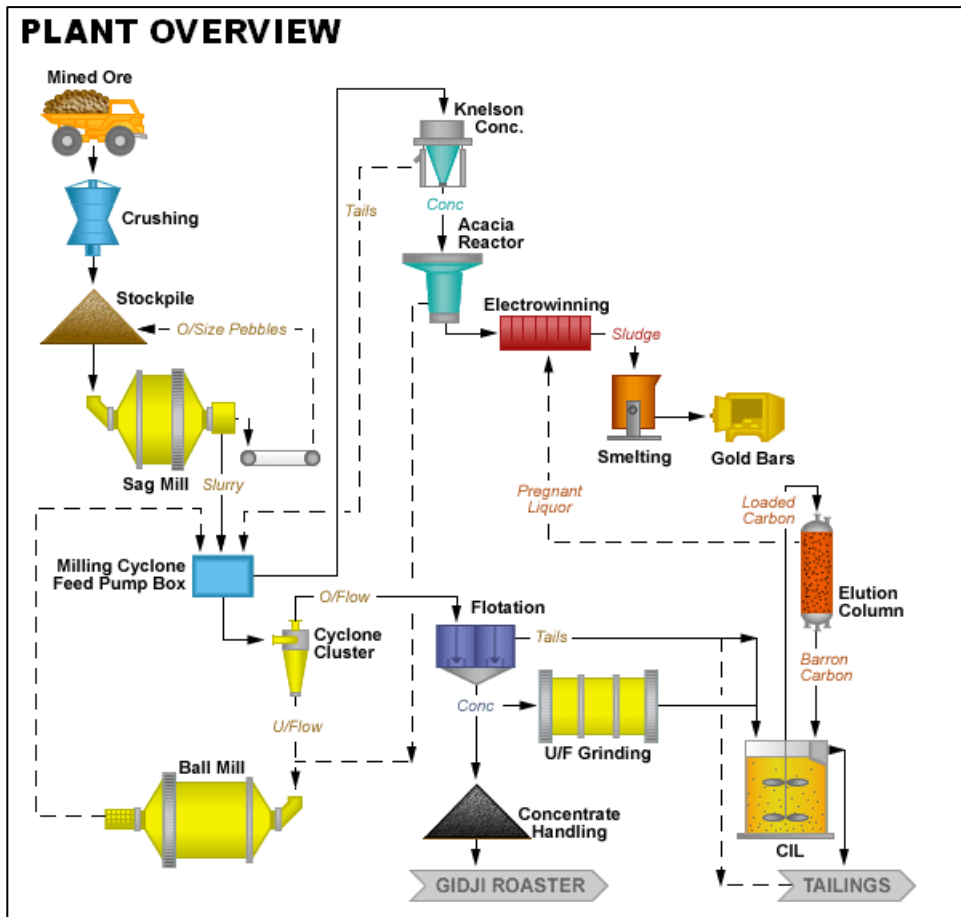 PLANT OVERVIEW
Mined Ore
Knelson
Conc.
Tails
Conc
Crushing
Acacia
Reactor
Stockpile
O/Size Pebbles
Electrowinning
Sludge
Sag Mill
Slurry
Smelting
Gold Bars
Pregnant
Liquor
Loaded
Carbon
Milling Cyclone
Feed Pump Box
O/Flow
Cyclone
Cluster
Flotation
Tails
Elution
Column
Barron
Carbon
U/Flow
Conc
U/F Grinding
Ball Mill
Concentrate
Handling
CIL
GIDJI ROASTER
TAILINGS